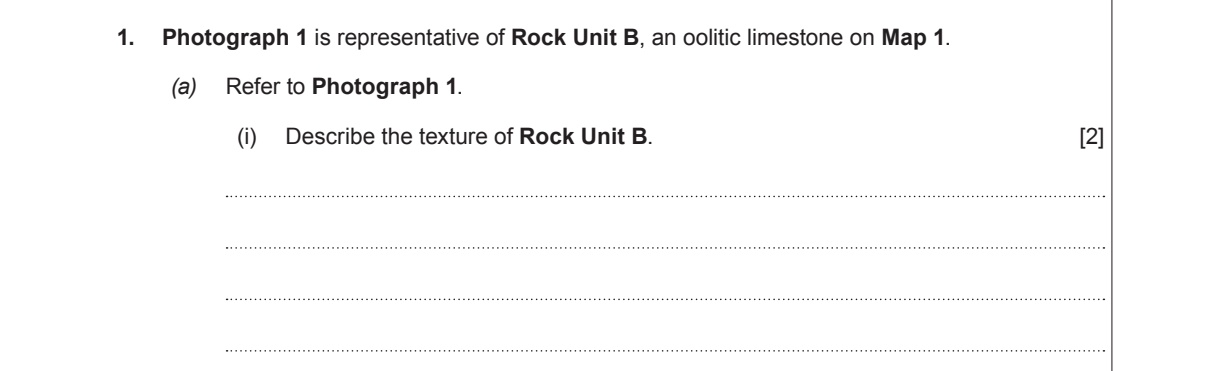 1. Photograph 1 is representative of Rock Unit B, an oolitic limestone on Map 1.
(a) Refer to Photograph 1.
(i) Describe the texture of Rock Unit B. [2]